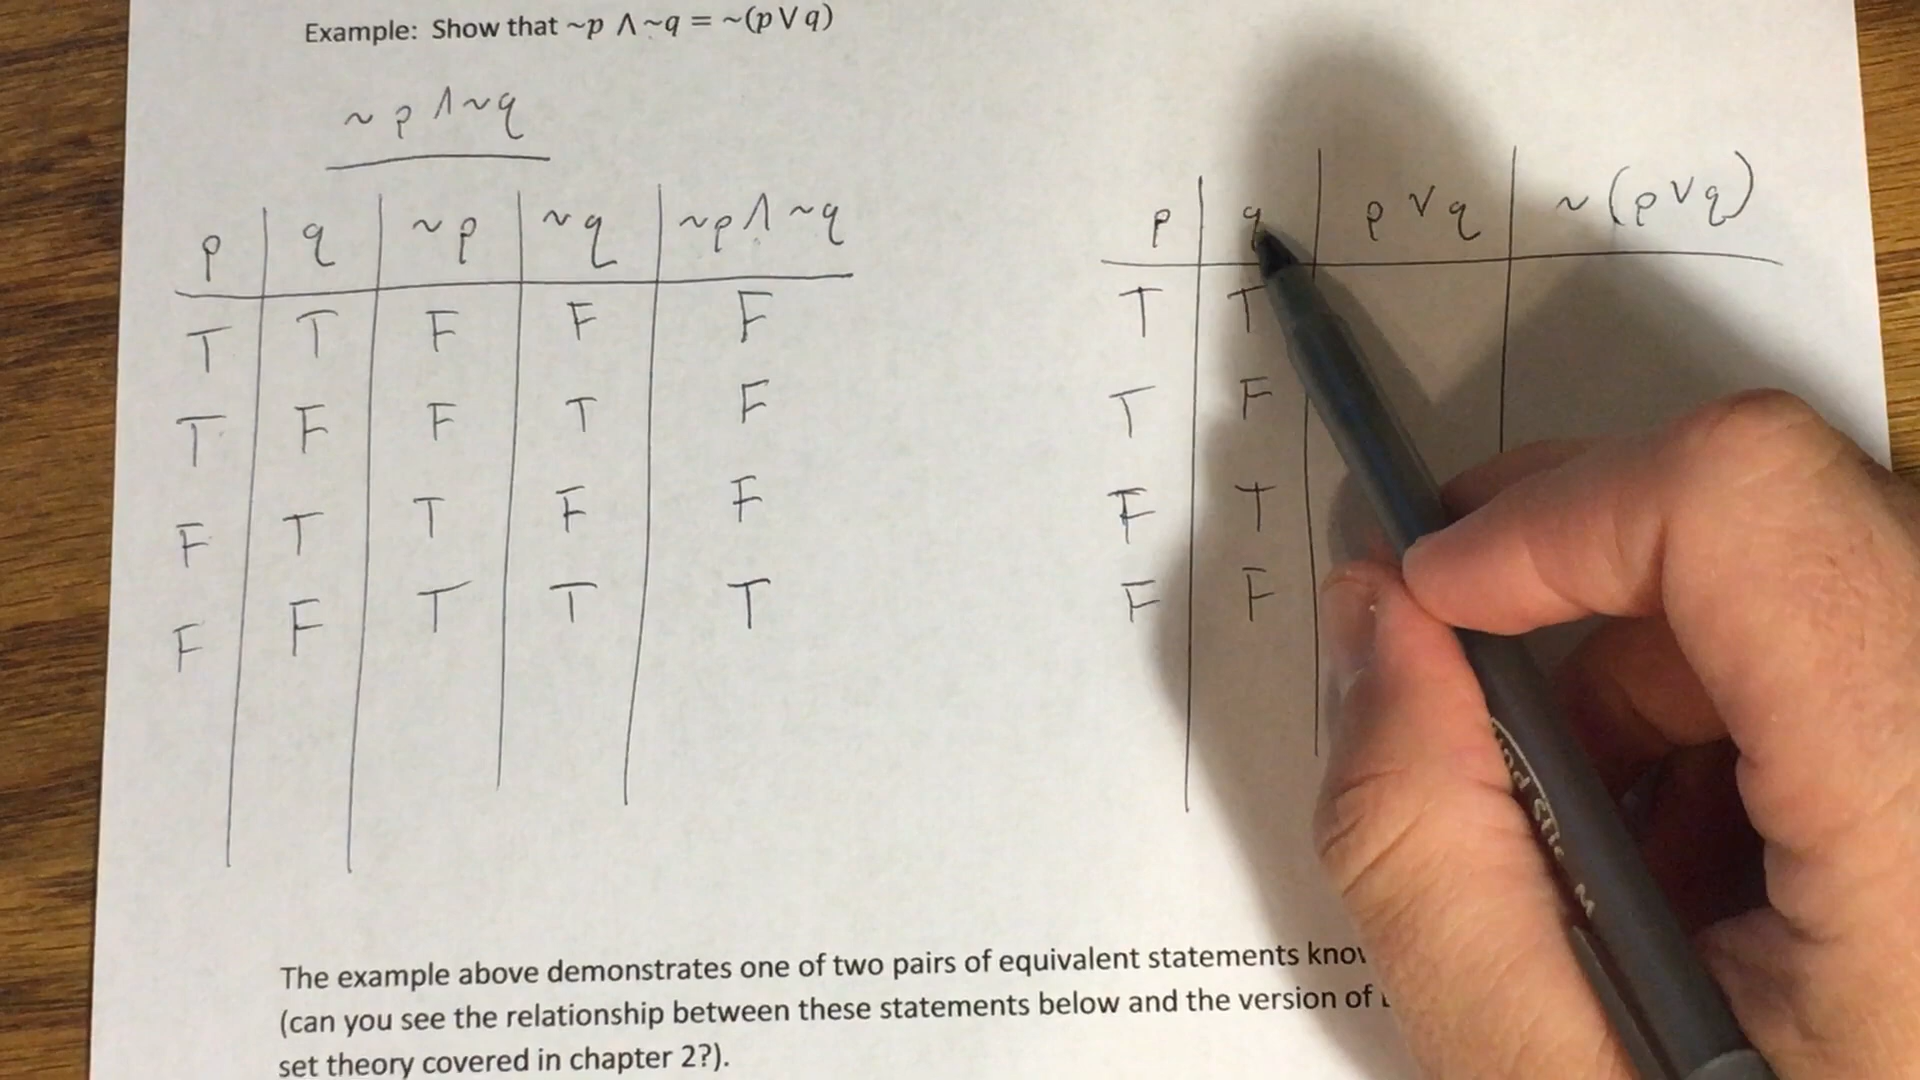 Example: Show that ~p ∧ ~q = ~(p ∨ q)
~p ∧ ~q
p q ~p ~q ~p ∧ ~q
T T F F F
T F F T F
F T T F F
F F T T T
p q p ∨ q ~(p ∨ q)
T T
T F
F T
F F
The example above demonstrates one of two pairs of equivalent statements
(can you see the relationship between these statements below and the version of
set theory covered in chapter 2?).